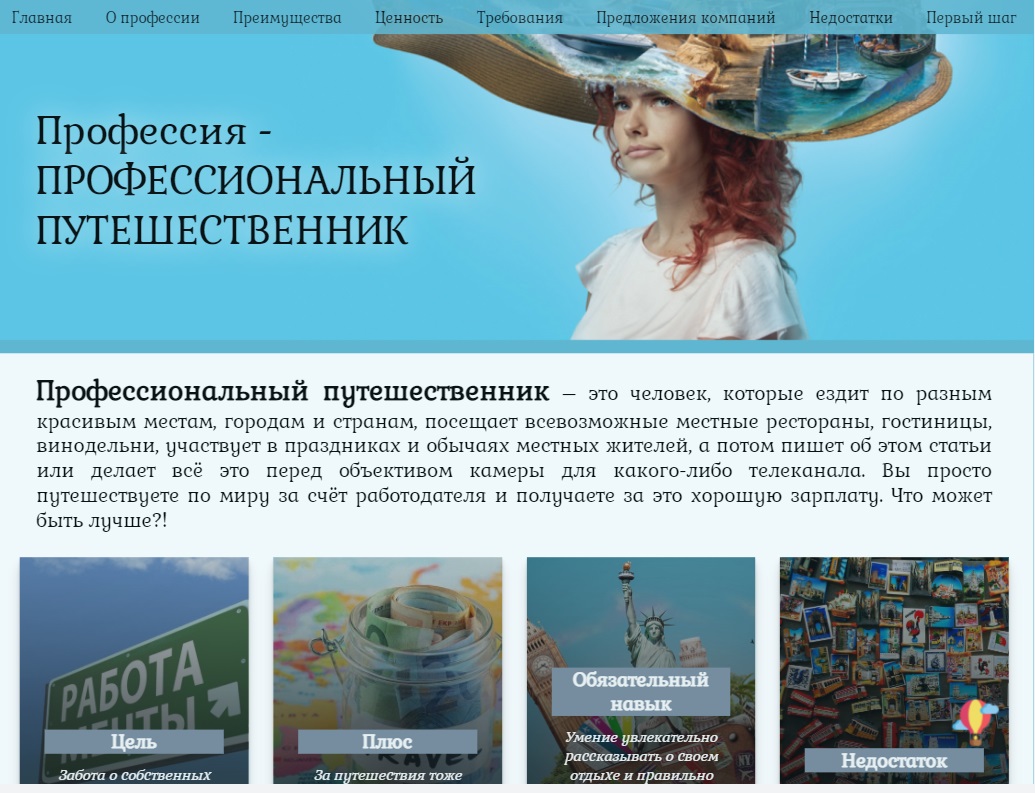 Главная О профессии Преимущества Ценность Требования Предложения компаний Недостатки Первый шаг
Профессия -
ПРОФЕССИОНАЛЬНЫЙ
ПУТЕШЕСТВЕННИК
Профессиональный путешественник – это человек, которые ездит по разным
красивым местам, городам и странам, посещает всевозможные местные рестораны, гостиницы,
винодельни, участвует в праздниках и обычаях местных жителей, а потом пишет об этом статьи
или делает всё это перед объективом камеры для какого-либо телеканала. Вы просто
путешествуете по миру за счёт работодателя и получаете за это хорошую зарплату. Что может
быть лучше?!
РАБОТА
МЕЧТЫ
Цель
Забота о собственных
Плюс
TRAVEL
За путешествия тоже
Обязательный
навык
Умение увлекательно
рассказывать о своем
отдыхе и правильно
Недостаток